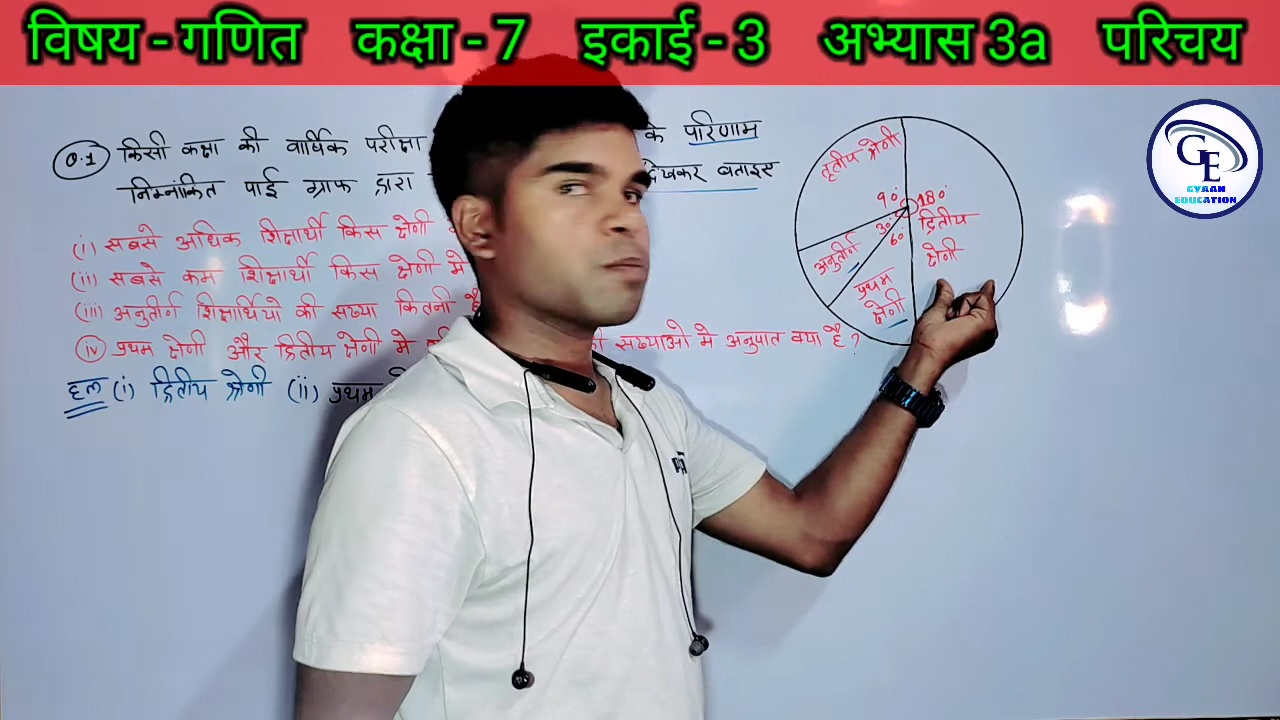 विषय - गणित कक्षा - 7 इकाई - 3 अभ्यास 3a परिचय
Q.1 किसी कक्षा की वार्षिक परीक्षा के परिणाम
निम्नांकित पाई ग्राफ द्वारा देखकर बताइए
(i) सबसे अधिक शिक्षार्थी किस श्रेणी
(ii) सबसे कम शिक्षार्थी किस श्रेणी मे
(iii) अनुतीर्ण शिक्षार्थियो की संख्या कितनी है
iv प्रथम श्रेणी और द्वितीय श्रेणी मे की संख्याओ मे अनुपात क्या है?
हल (i) द्वितीय श्रेणी (ii) प्रथम
तृतीय श्रेणी
९०° 180°
द्वितीय
श्रेणी
30°
60°
अनुतीर्ण
प्रथम
श्रेणी
GE
GYAAN
EDUCATION